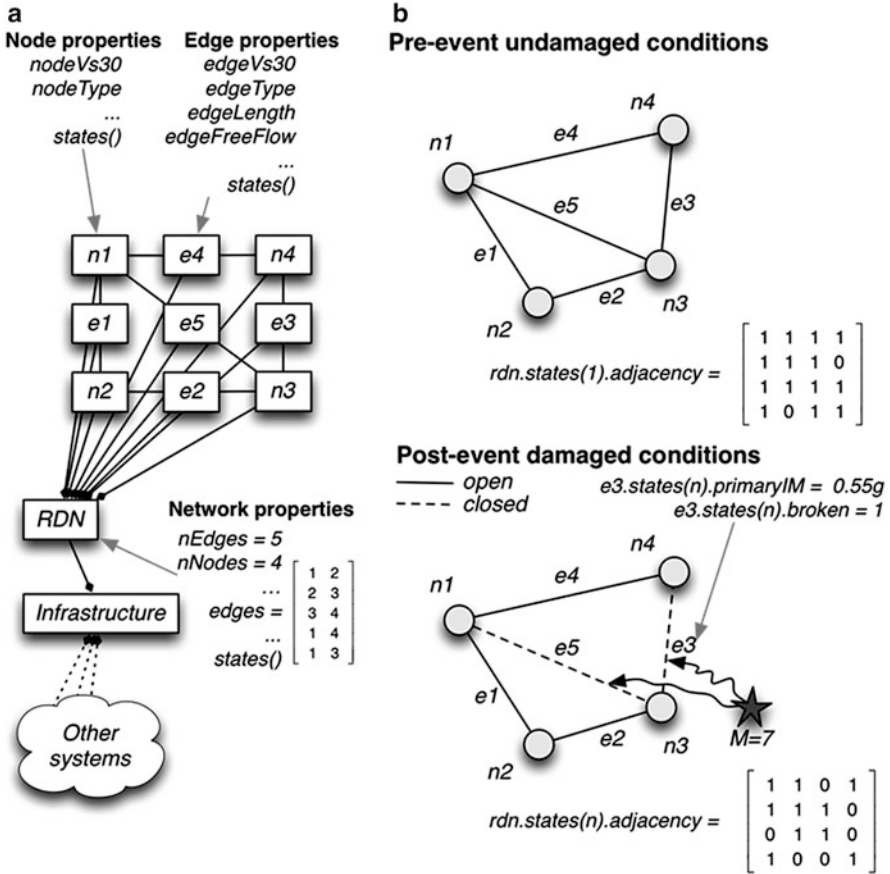 a
Node properties
nodeVs30
nodeType
...
states()
Edge properties
edgeVs30
edgeType
edgeLength
edgeFreeFlow
...
states()
n1 e4 n4
e1 e5 e3
n2 e2 n3
RDN
Network properties
nEdges = 5
nNodes = 4
...
edges =
...
states()
1 2
2 3
3 4
1 4
1 3
Infrastructure
Other
systems
b
Pre-event undamaged conditions
n4
e4
n1
e5
e3
e1
e2
n3
n2
rdn.states(1).adjacency =
1 1 1 1
1 1 1 0
1 1 1 1
1 0 1 1
Post-event damaged conditions
open
closed
e3.states(n).primaryIM = 0.55g
e3.states(n).broken = 1
n4
e4
n1
e5
e3
e1
e2
n3
M=7
n2
rdn.states(n).adjacency =
1 1 0 1
1 1 1 0
0 1 1 0
1 0 0 1